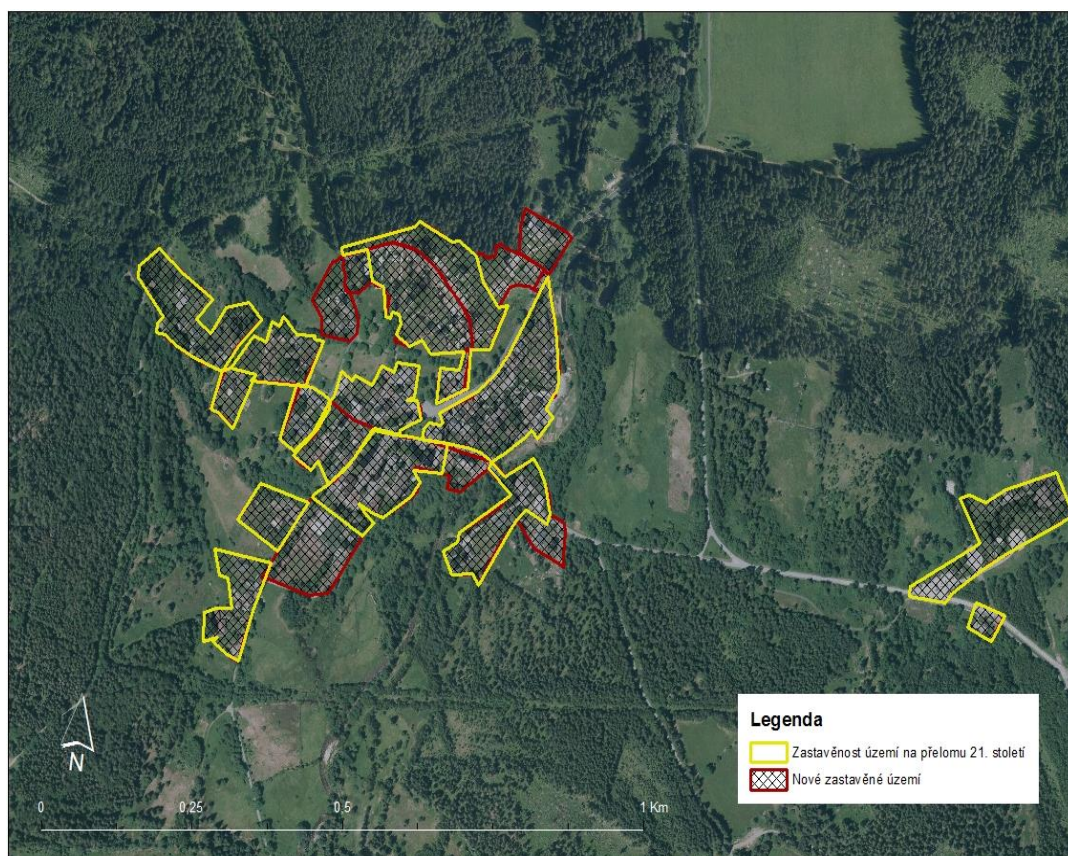 N
0
0.25
0.5
1 Km
Legenda
Zastavěnost území na přelomu 21. století
Nové zastavěné území